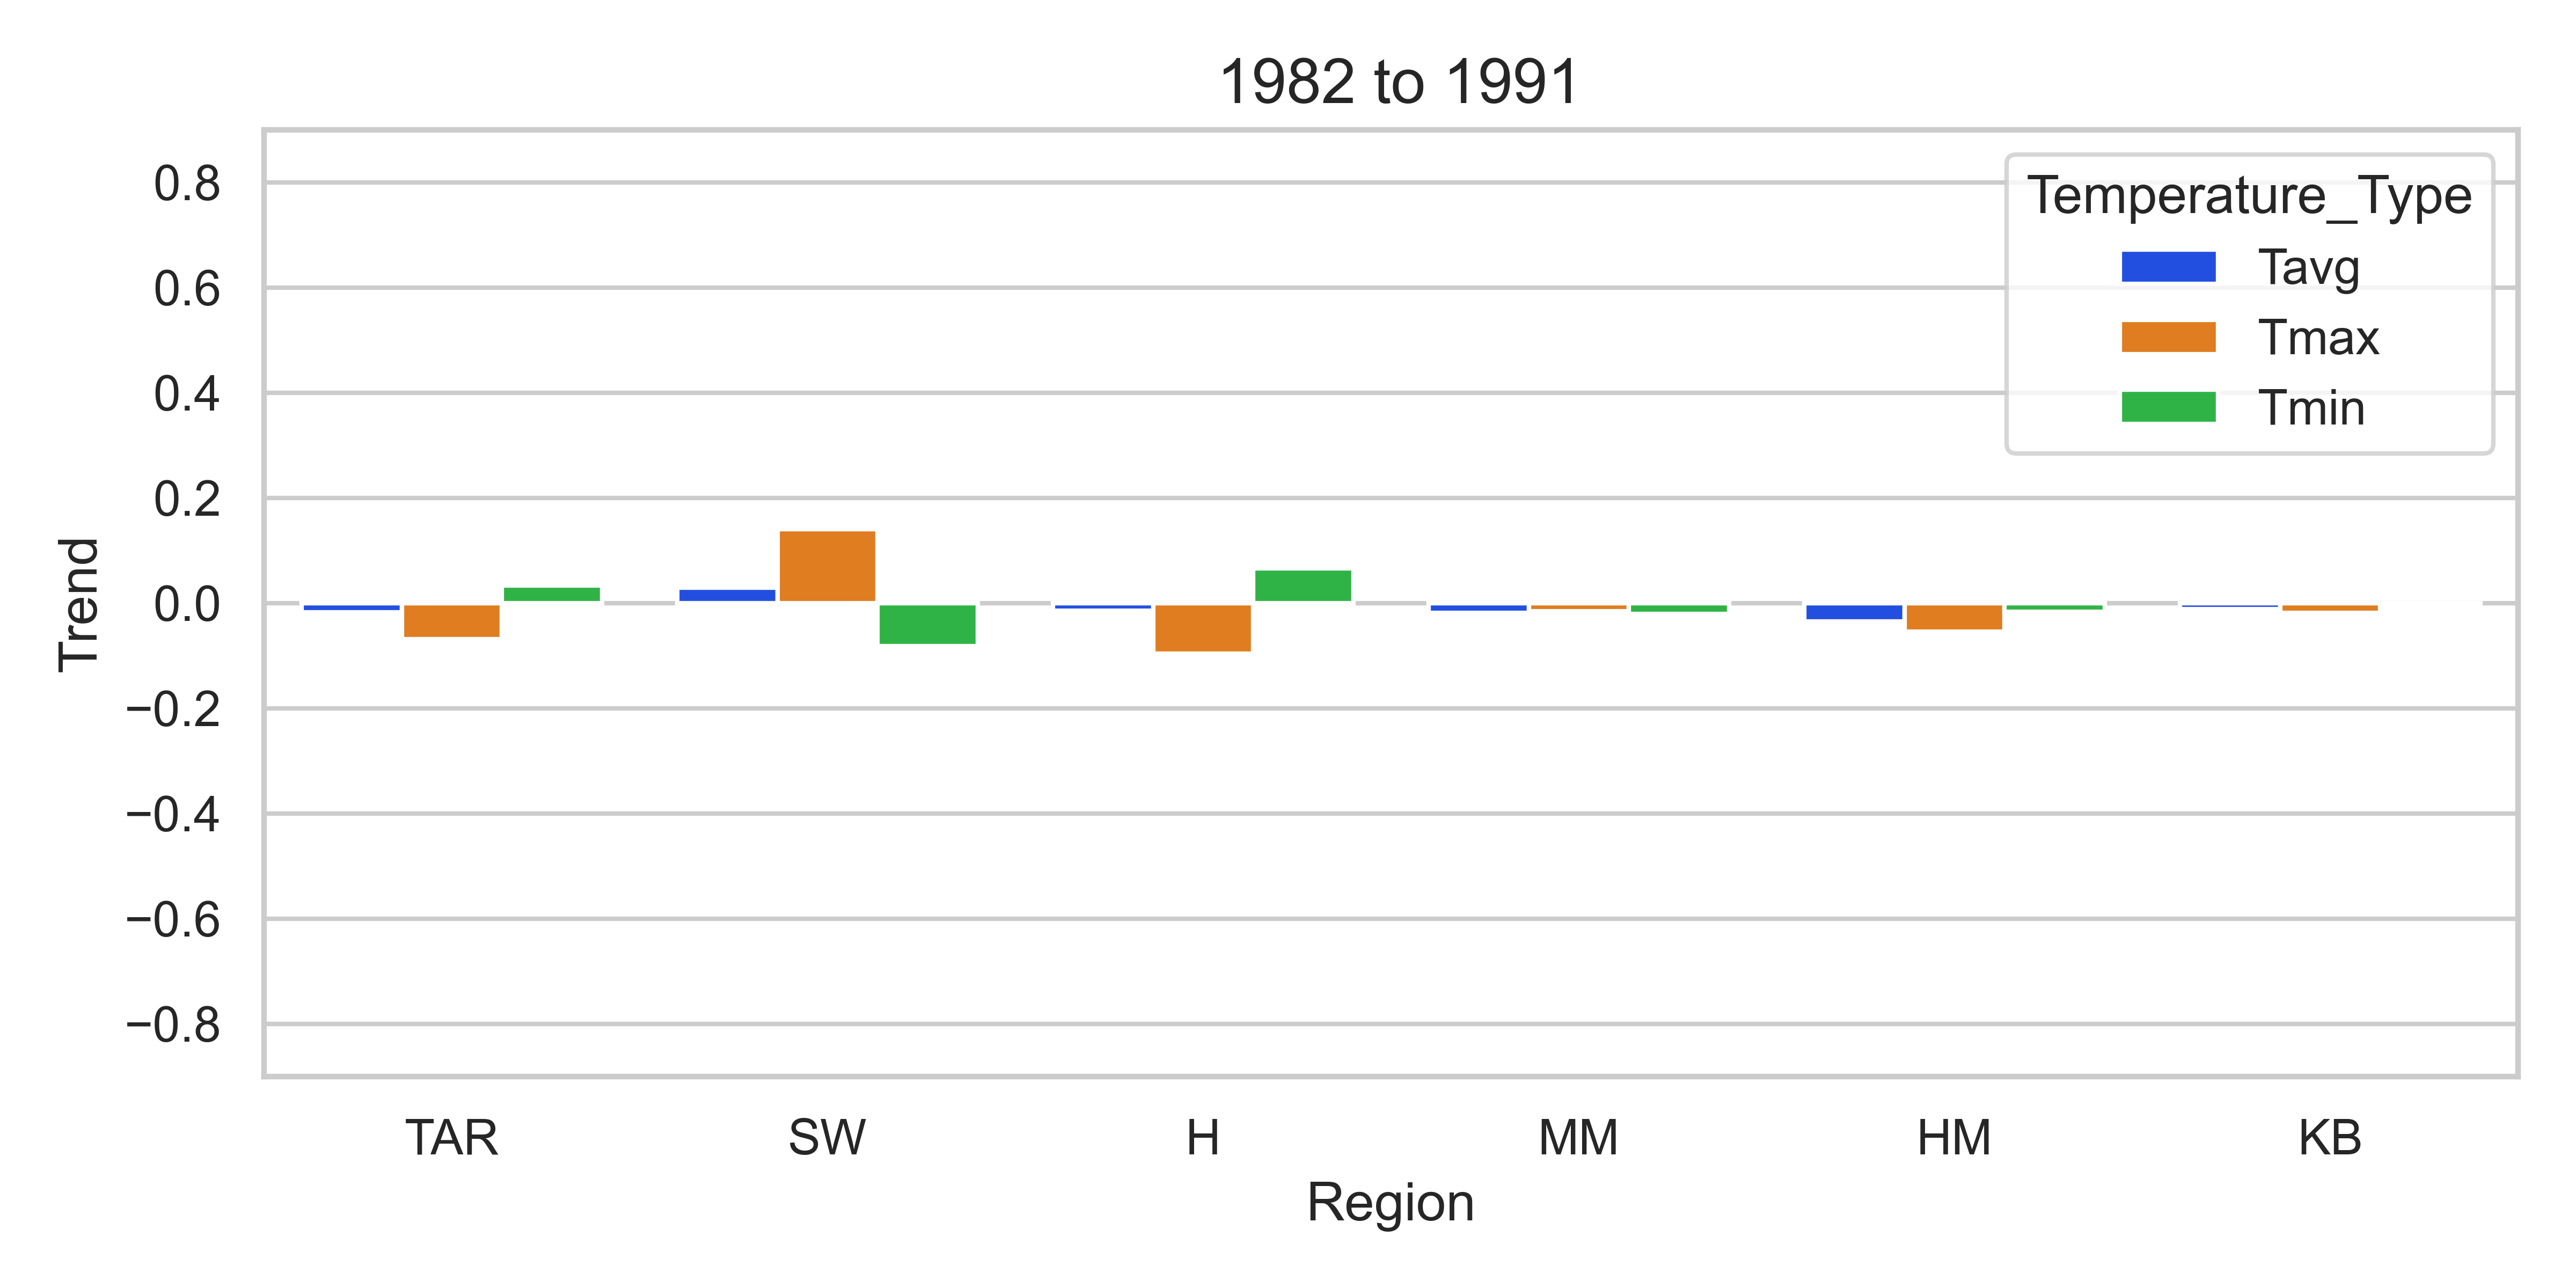 1982 to 1991
Temperature_Type
Tavg
Tmax
Tmin
Trend
0.8
0.6
0.4
0.2
0.0
−0.2
−0.4
−0.6
−0.8
TAR SW H MM HM KB
Region